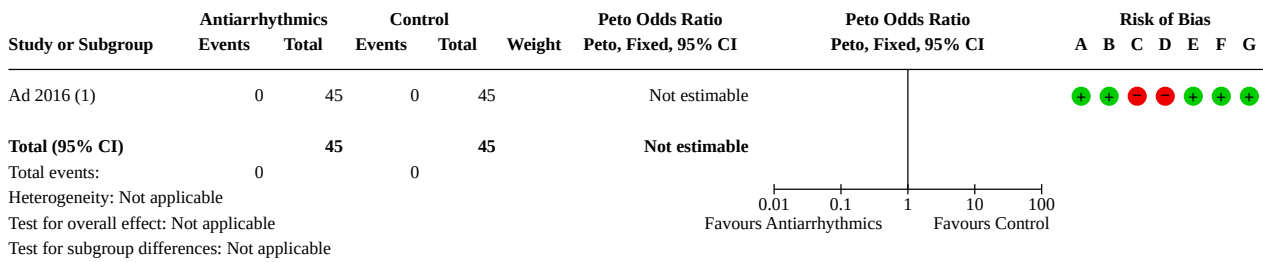 Antiarrhythmics Control Peto Odds Ratio Peto Odds Ratio Risk of Bias
Study or Subgroup Events Total Events Total Weight Peto, Fixed, 95% CI Peto, Fixed, 95% CI A B C D E F G
Ad 2016 (1) 0 45 0 45 Not estimable + + − − + + +
Total (95% CI) 45 45 Not estimable
Total events: 0 0
Heterogeneity: Not applicable
0.01 0.1 1 10 100
Test for overall effect: Not applicable Favours Antiarrhythmics Favours Control
Test for subgroup differences: Not applicable